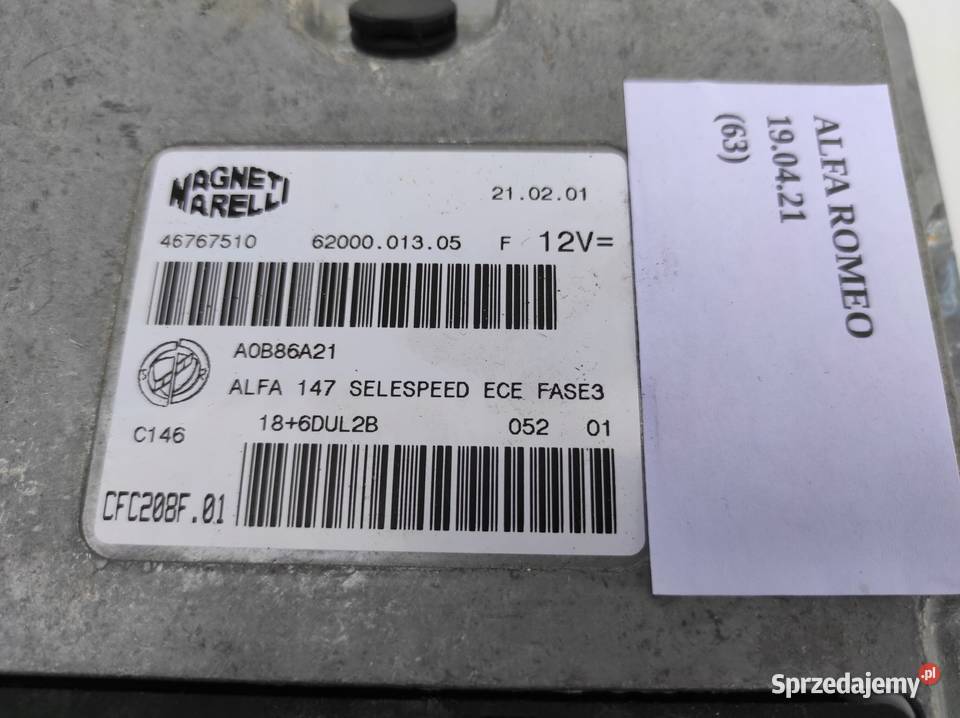 MAGNETI
MARELLI
21.02.01
46767510 62000.013.05 F 12V=
A0B86A21
ALFA 147 SELESPEED ECE FASE3
18+6DUL2B 052 01
C146
CFC208F.01
ALFA ROMEO
19.04.21
(63)
Sprzedajemy.pl